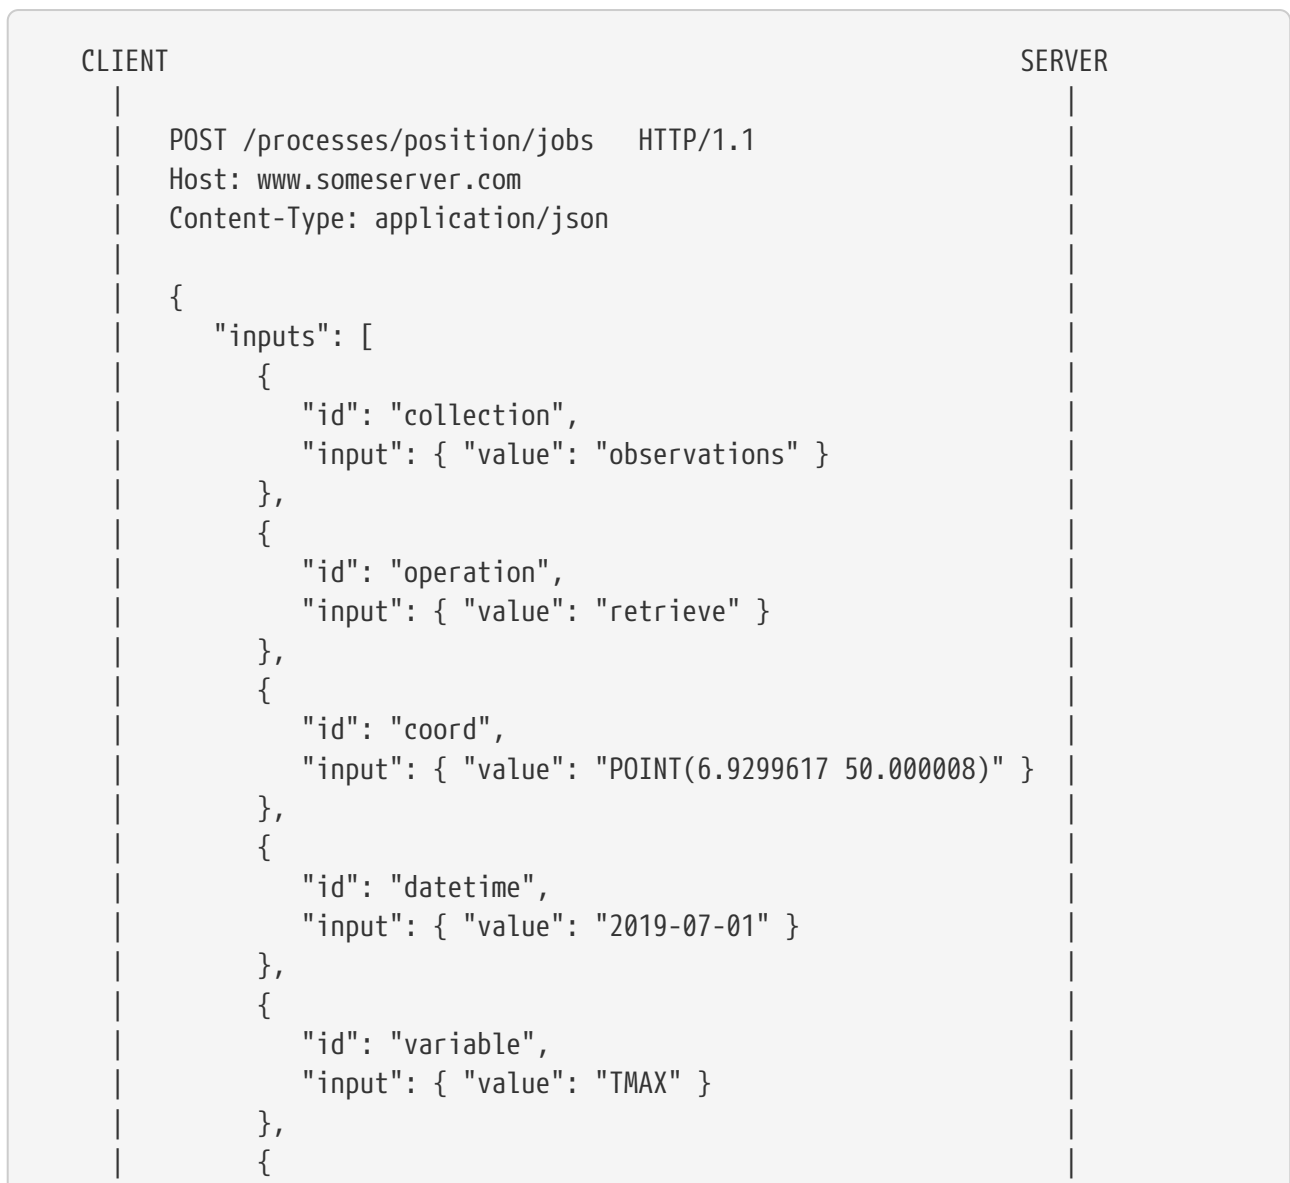 CLIENT                                                          SERVER
  |                                                                |
  |   POST /processes/position/jobs   HTTP/1.1                     |
  |   Host: www.someserver.com                                     |
  |   Content-Type: application/json                               |
  |                                                                |
  |   {                                                            |
  |      "inputs": [                                               |
  |         {                                                      |
  |            "id": "collection",                                 |
  |            "input": { "value": "observations" }                |
  |         },                                                     |
  |         {                                                      |
  |            "id": "operation",                                  |
  |            "input": { "value": "retrieve" }                    |
  |         },                                                     |
  |         {                                                      |
  |            "id": "coord",                                      |
  |            "input": { "value": "POINT(6.9299617 50.000008)" }  |
  |         },                                                     |
  |         {                                                      |
  |            "id": "datetime",                                   |
  |            "input": { "value": "2019-07-01" }                  |
  |         },                                                     |
  |         {                                                      |
  |            "id": "variable",                                   |
  |            "input": { "value": "TMAX" }                        |
  |         },                                                     |
  |         {                                                      |